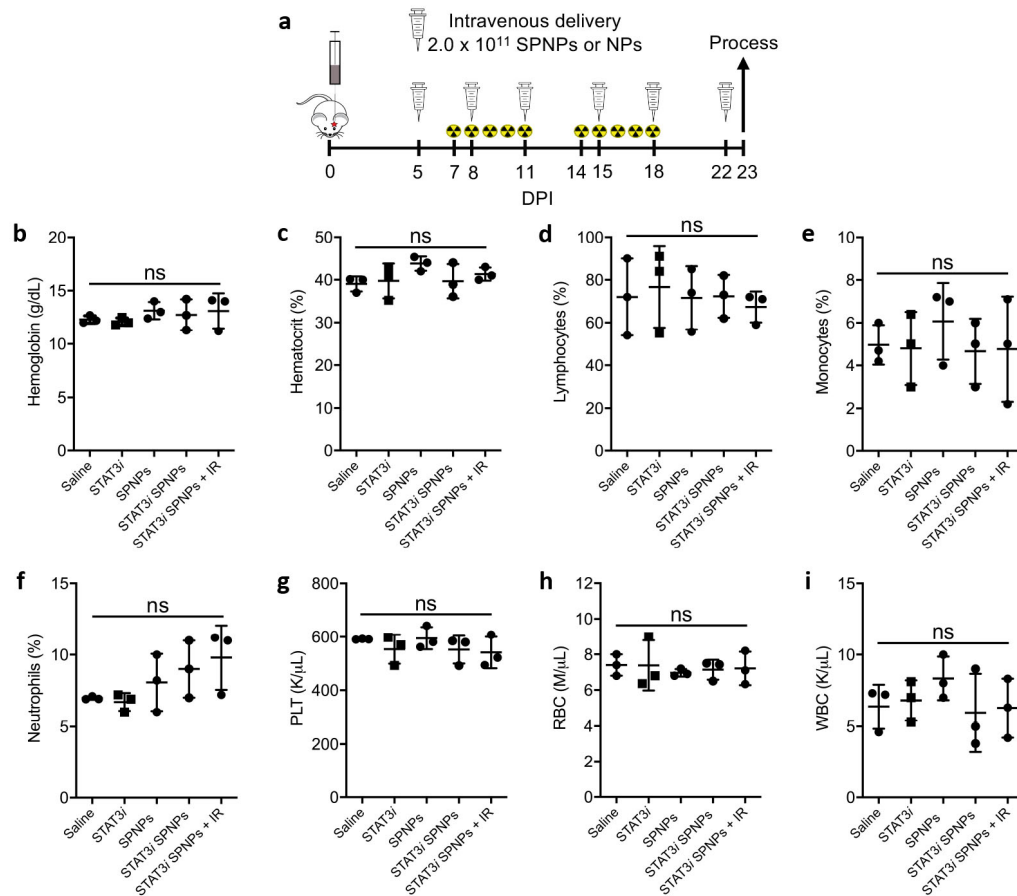 a
Intravenous delivery
2.0 x 10¹¹ SPNPs or NPs
Process
0 5 7 8 11 14 15 18 22 23
DPI
b
20
15
10
5
0
Hemoglobin (g/dL)
ns
Saline
STAT3i
SPNPs
STAT3i SPNPs
STAT3i SPNPs + IR
c
50
40
30
20
10
0
Hematocrit (%)
ns
Saline
STAT3i
SPNPs
STAT3i SPNPs
STAT3i SPNPs + IR
d
100
80
60
40
20
0
Lymphocytes (%)
ns
Saline
STAT3i
SPNPs
STAT3i SPNPs
STAT3i SPNPs + IR
e
10
8
6
4
2
0
Monocytes (%)
ns
Saline
STAT3i
SPNPs
STAT3i SPNPs
STAT3i SPNPs + IR
f
15
10
5
0
Neutrophils (%)
ns
Saline
STAT3i
SPNPs
STAT3i SPNPs
STAT3i SPNPs + IR
g
800
600
400
200
0
PLT (K/µL)
ns
Saline
STAT3i
SPNPs
STAT3i SPNPs
STAT3i SPNPs + IR
h
12
10
8
6
4
2
0
RBC (M/µL)
ns
Saline
STAT3i
SPNPs
STAT3i SPNPs
STAT3i SPNPs + IR
i
15
10
5
0
WBC (K/µL)
ns
Saline
STAT3i
SPNPs
STAT3i SPNPs
STAT3i SPNPs + IR